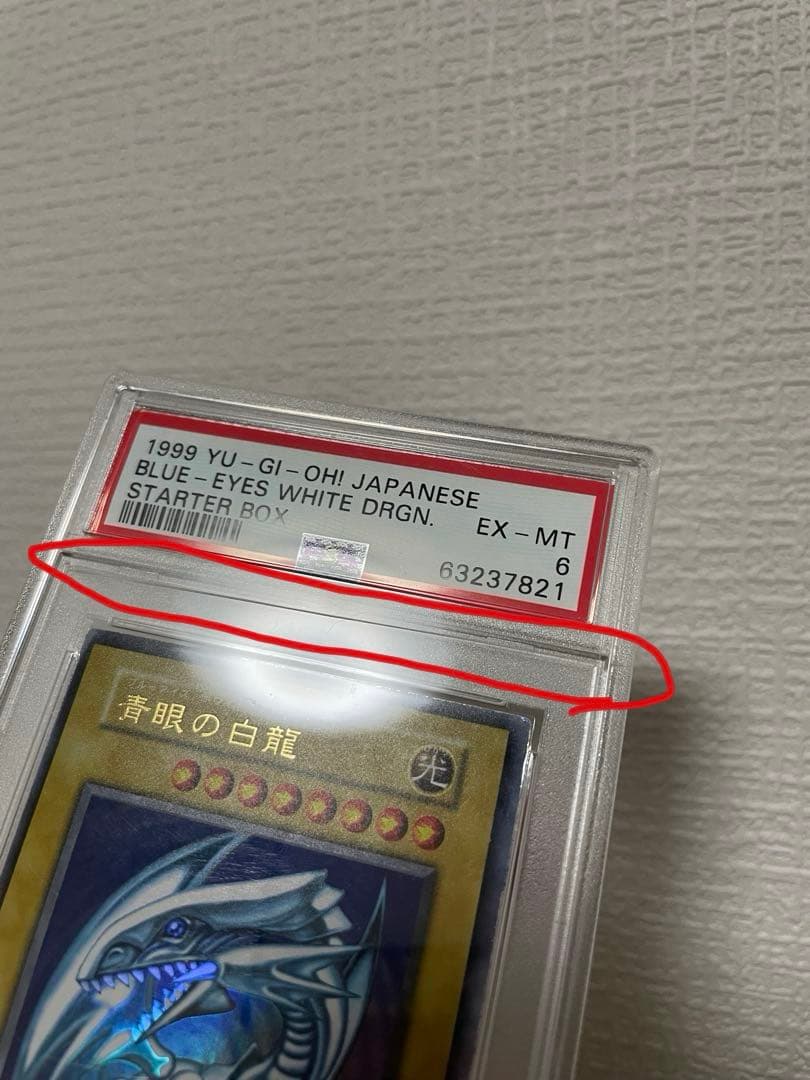 1999 YU-GI-OH! JAPANESE
BLUE-EYES WHITE DRGN. EX-MT
STARTER BOX 6
63237821
青眼の白龍
光